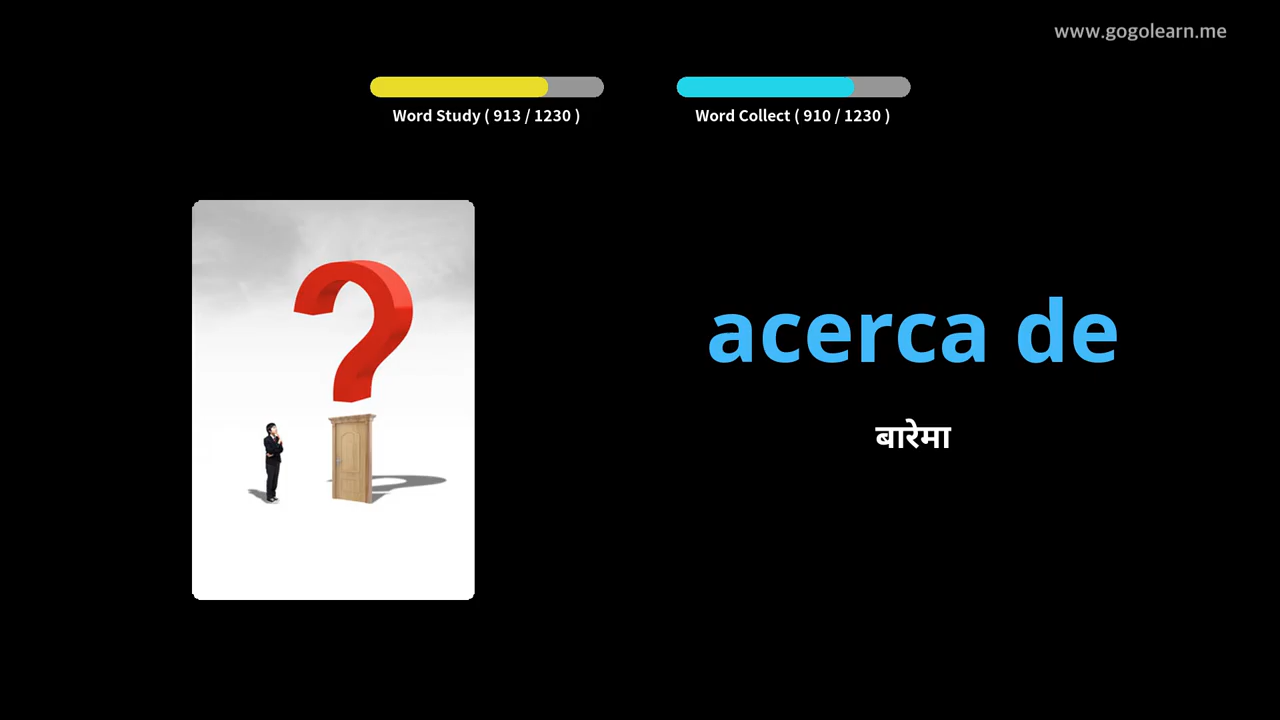 www.gogolearn.me
Word Study ( 913 / 1230 )
Word Collect ( 910 / 1230 )
acerca de
बारेमा